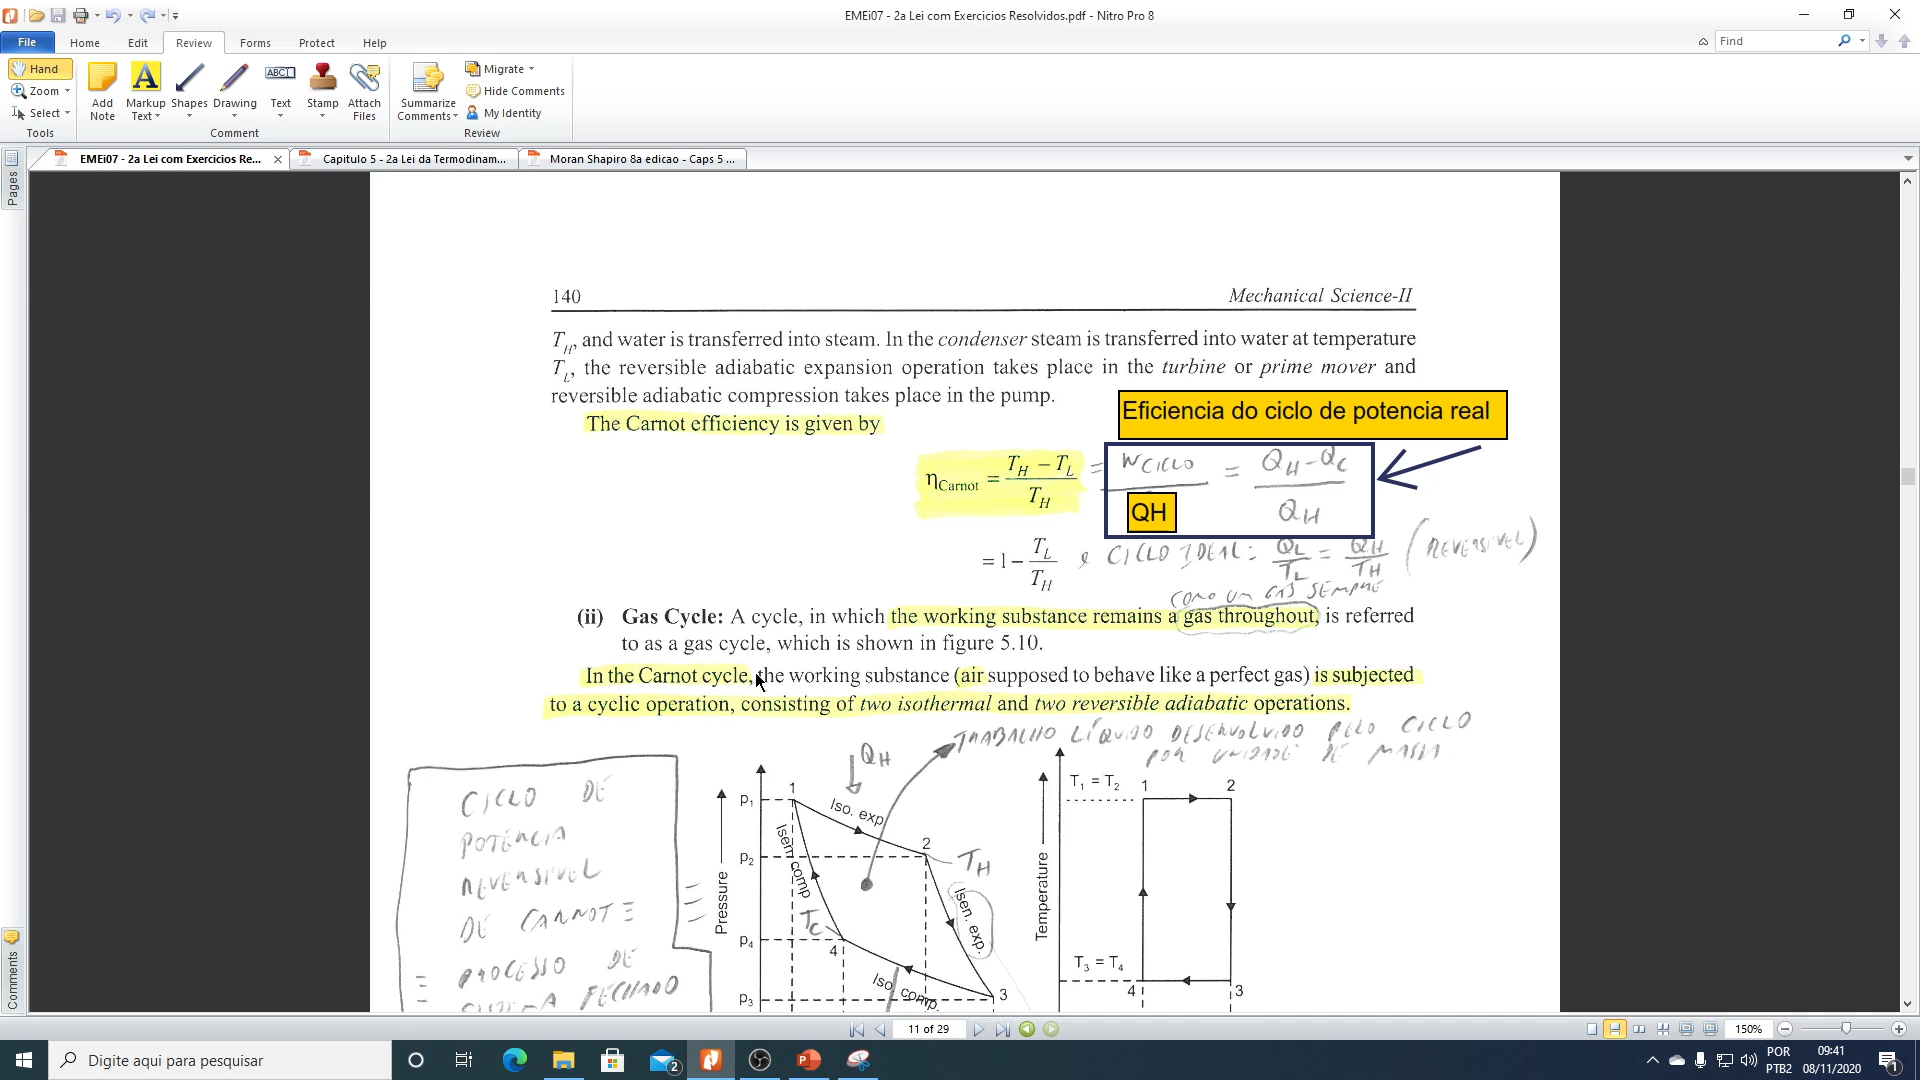 EMEi07 - 2a Lei com Exercicios Resolvidos.pdf - Nitro Pro 8
File Home Edit Review Forms Protect Help
Find
Hand
Zoom
Select
Tools
Add Note
Markup Text
Shapes
Drawing
Text
Stamp
Attach Files
Comment
Summarize Comments
Migrate
Hide Comments
My Identity
Review
EMEi07 - 2a Lei com Exercicios Re...
Capitulo 5 - 2a Lei da Termodinam...
Moran Shapiro 8a edicao - Caps 5 ...
Pages
140 Mechanical Science-II
T_H, and water is transferred into steam. In the condenser steam is transferred into water at temperature
T_L, the reversible adiabatic expansion operation takes place in the turbine or prime mover and
reversible adiabatic compression takes place in the pump.
Eficiencia do ciclo de potencia real
The Carnot efficiency is given by
η_Carnot = (T_H − T_L) / T_H = W CICLO / QH = (Q_H − Q_C) / Q_H
= 1 − T_L / T_H & CICLO IDEAL: Q_L / T_L = Q_H / T_H (REVERSIVEL)
COMO UM GAS SEMPRE
(ii) Gas Cycle: A cycle, in which the working substance remains a gas throughout, is referred
to as a gas cycle, which is shown in figure 5.10.
In the Carnot cycle, the working substance (air supposed to behave like a perfect gas) is subjected
to a cyclic operation, consisting of two isothermal and two reversible adiabatic operations.
TRABALHO LÍQUIDO DESENVOLVIDO PELO CICLO
POR UNIDADE DE MASSA
CICLO DE
POTENCIA
REVERSIVEL
DE CARNOT =
= PROCESSO DE
SISTEMA FECHADO
Q_H
Pressure
p1
p2
p4
p3
1
2
3
4
Iso. exp.
Isen. comp
Isen. exp.
Iso. comp.
T_H
T_C
Temperature
T1 = T2
T3 = T4
1
2
4
3
Comments
11 of 29
150%
Digite aqui para pesquisar
2
POR
PTB2
09:41
08/11/2020
1